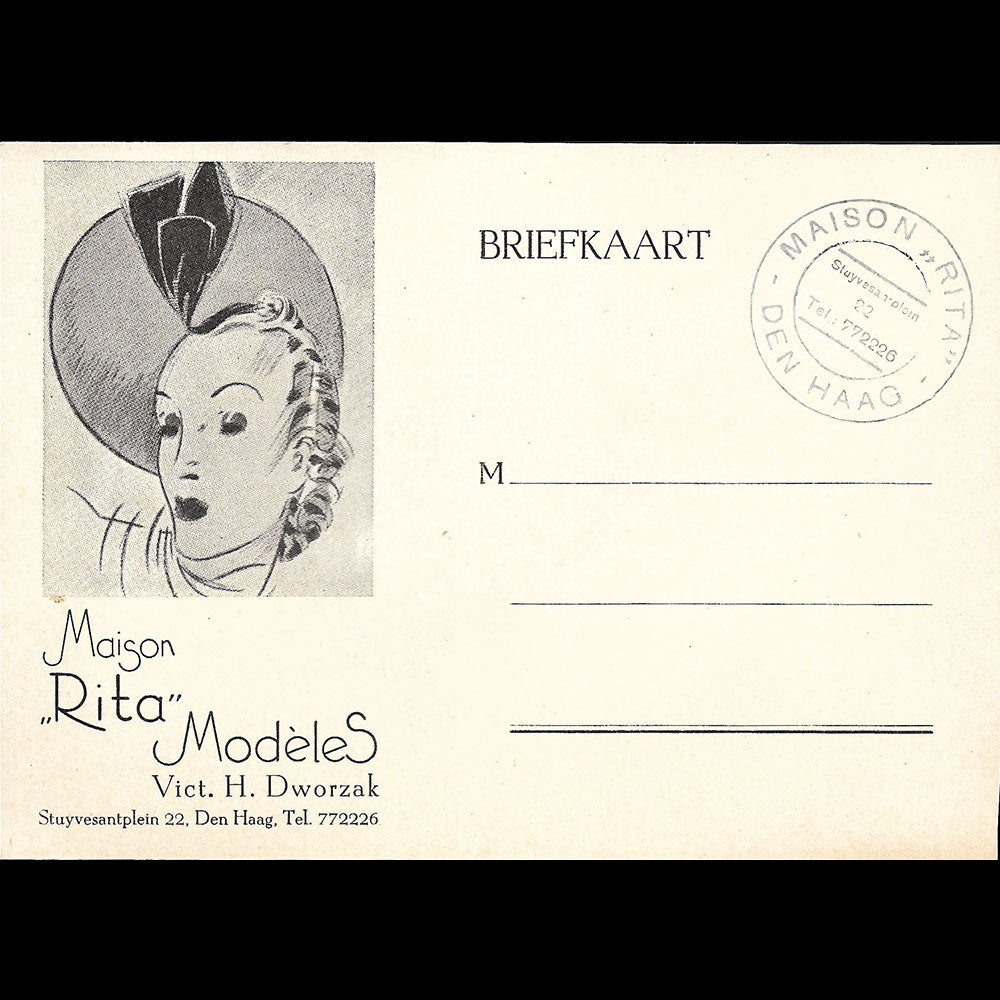 BRIEFKAART
MAISON „RITA”
- DEN HAAG -
Stuyvesantplein
22
Tel.: 772226
M
Maison
„Rita”
ModèleS
Vict. H. Dworzak
Stuyvesantplein 22, Den Haag, Tel. 772226